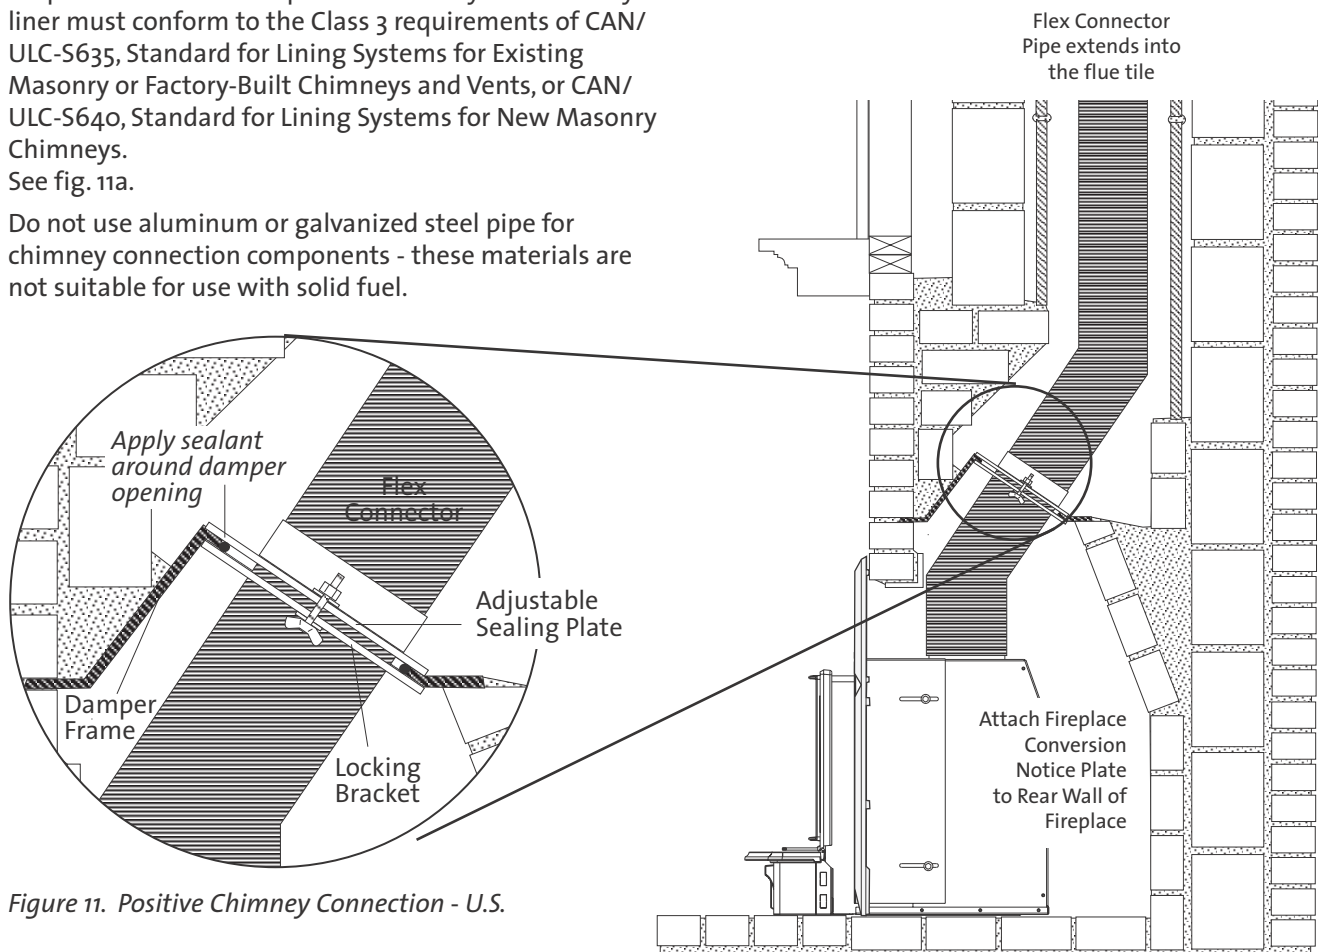 liner must conform to the Class 3 requirements of CAN/
ULC-S635, Standard for Lining Systems for Existing
Masonry or Factory-Built Chimneys and Vents, or CAN/
ULC-S640, Standard for Lining Systems for New Masonry
Chimneys.
See fig. 11a.
Do not use aluminum or galvanized steel pipe for
chimney connection components - these materials are
not suitable for use with solid fuel.
Flex Connector
Pipe extends into
the flue tile
Apply sealant
around damper
opening
Flex
Connector
Adjustable
Sealing Plate
Damper
Frame
Locking
Bracket
Attach Fireplace
Conversion
Notice Plate
to Rear Wall of
Fireplace
Figure 11. Positive Chimney Connection - U.S.